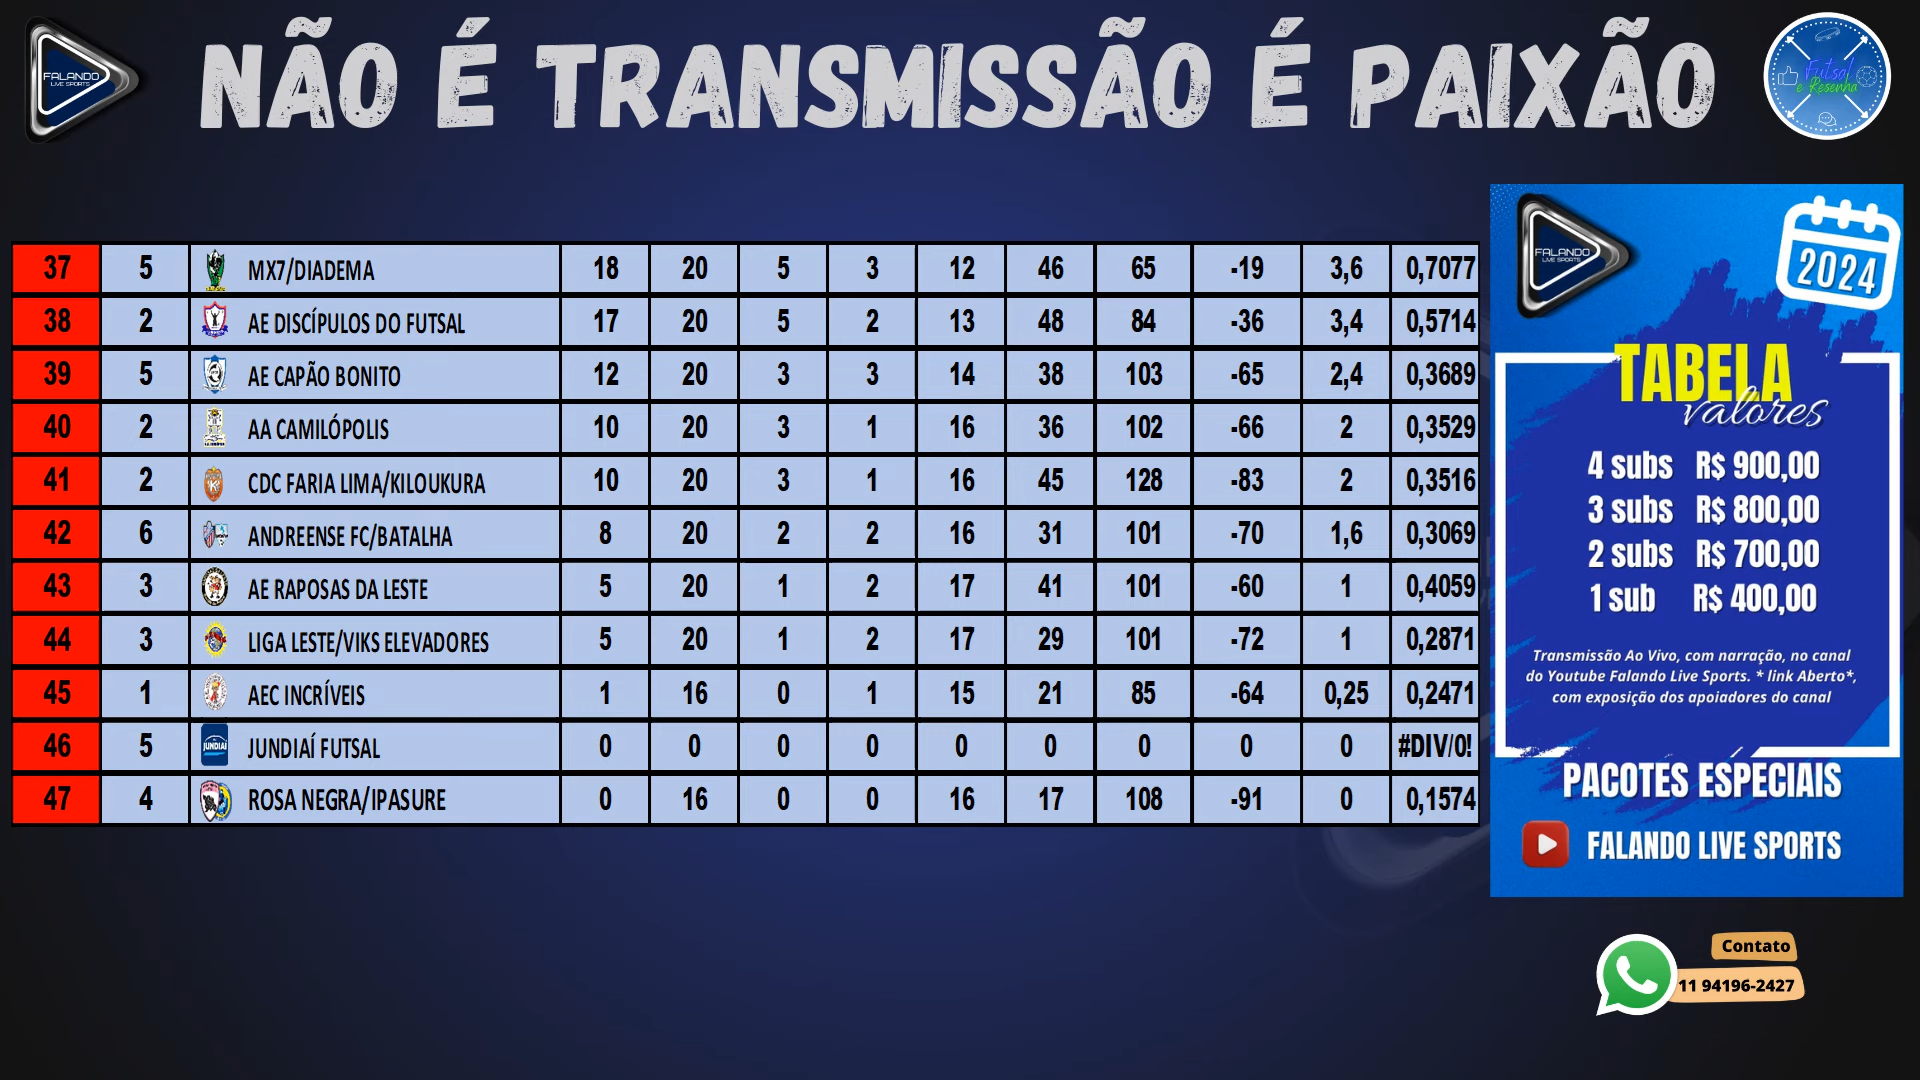 NÃO É TRANSMISSÃO É PAIXÃO
FALANDO
LIVE SPORTS
Futsal
e Resenha
37 5 MX7/DIADEMA 18 20 5 3 12 46 65 -19 3,6 0,7077
38 2 AE DISCÍPULOS DO FUTSAL 17 20 5 2 13 48 84 -36 3,4 0,5714
39 5 AE CAPÃO BONITO 12 20 3 3 14 38 103 -65 2,4 0,3689
40 2 AA CAMILÓPOLIS 10 20 3 1 16 36 102 -66 2 0,3529
41 2 CDC FARIA LIMA/KILOUKURA 10 20 3 1 16 45 128 -83 2 0,3516
42 6 ANDREENSE FC/BATALHA 8 20 2 2 16 31 101 -70 1,6 0,3069
43 3 AE RAPOSAS DA LESTE 5 20 1 2 17 41 101 -60 1 0,4059
44 3 LIGA LESTE/VIKS ELEVADORES 5 20 1 2 17 29 101 -72 1 0,2871
45 1 AEC INCRÍVEIS 1 16 0 1 15 21 85 -64 0,25 0,2471
46 5 JUNDIAÍ JUNDIAÍ FUTSAL 0 0 0 0 0 0 0 0 0 #DIV/0!
47 4 ROSA NEGRA/IPASURE 0 16 0 0 16 17 108 -91 0 0,1574
FALANDO
LIVE SPORTS
2024
TABELA
valores
4 subs R$ 900,00
3 subs R$ 800,00
2 subs R$ 700,00
1 sub R$ 400,00
Transmissão Ao Vivo, com narração, no canal
do Youtube Falando Live Sports. * link Aberto*,
com exposição dos apoiadores do canal
PACOTES ESPECIAIS
FALANDO LIVE SPORTS
Contato
11 94196-2427